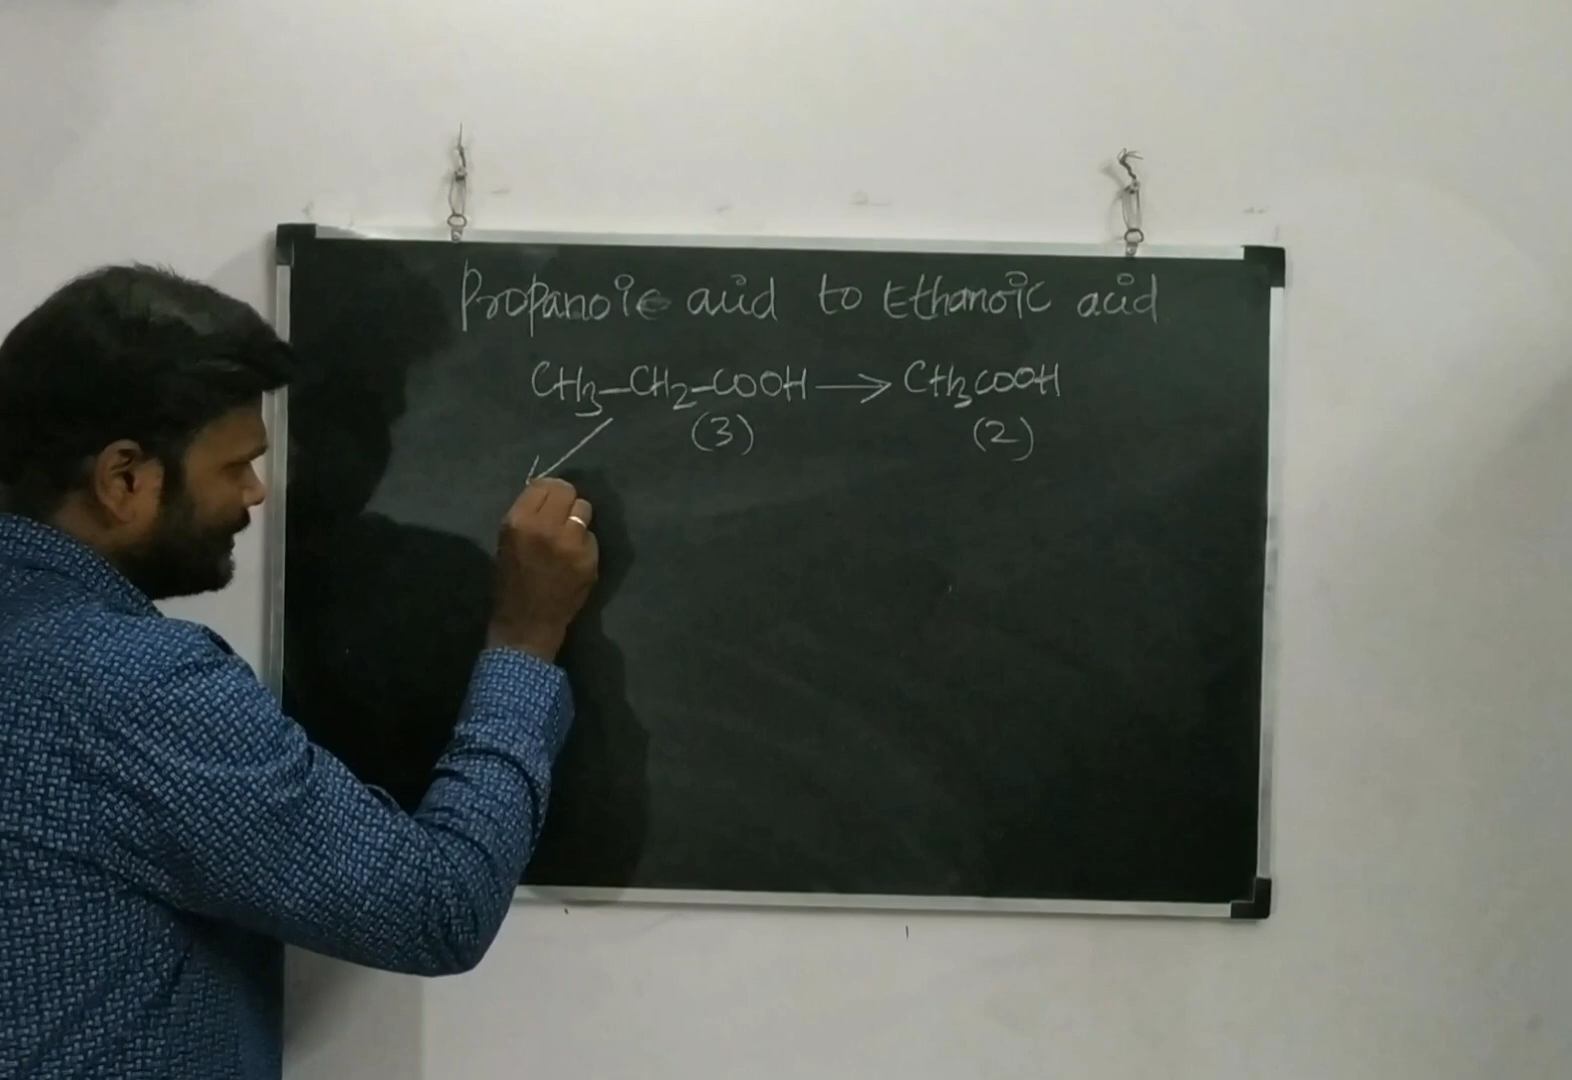 Propanoic acid to Ethanoic acid
CH3-CH2-COOH → CH3COOH
(3) (2)